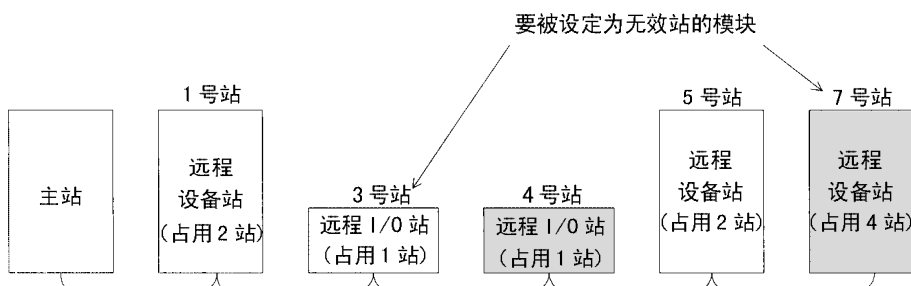 要被设定为无效站的模块
1 号站
5 号站
7 号站
主站
远程
设备站
(占用 2 站)
3 号站
远程 I/O 站
(占用 1 站)
4 号站
远程 I/O 站
(占用 1 站)
远程
设备站
(占用 2 站)
远程
设备站
(占用 4 站)